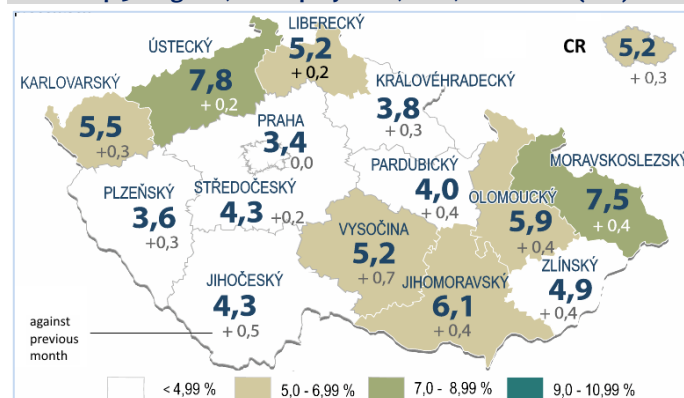 LIBERECKÝ
5,2
+ 0,2
CR
5,2
+ 0,3
ÚSTECKÝ
7,8
+ 0,2
KARLOVARSKÝ
5,5
+0,3
KRÁLOVÉHRADECKÝ
3,8
+ 0,3
PRAHA
3,4
0,0
PARDUBICKÝ
4,0
+ 0,4
MORAVSKOSLEZSKÝ
7,5
+ 0,4
PLZEŇSKÝ
3,6
+0,3
STŘEDOČESKÝ
4,3
+0,2
OLOMOUCKÝ
5,9
+ 0,4
VYSOČINA
5,2
+ 0,7
ZLÍNSKÝ
4,9
+ 0,4
JIHOČESKÝ
4,3
+ 0,5
JIHOMORAVSKÝ
6,1
+ 0,4
against
previous
month
< 4,99 %
5,0 - 6,99 %
7,0 - 8,99 %
9,0 - 10,99 %